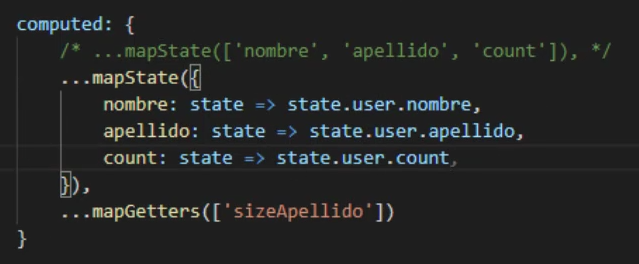 computed: {
/* ...mapState(['nombre', 'apellido', 'count']), */
...mapState({
nombre: state => state.user.nombre,
apellido: state => state.user.apellido,
count: state => state.user.count,
}),
...mapGetters(['sizeApellido'])
}